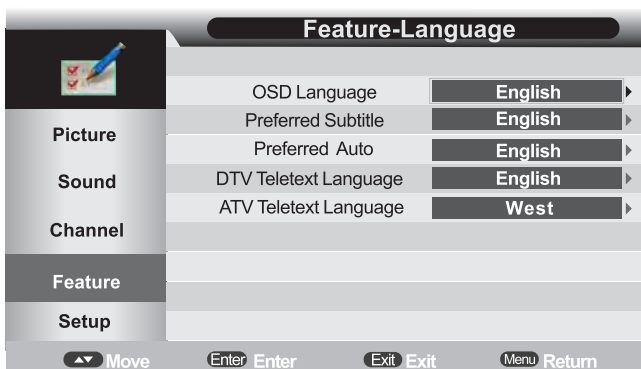 Feature-Language
OSD Language English
Preferred Subtitle English
Preferred Auto English
DTV Teletext Language English
ATV Teletext Language West
Picture
Sound
Channel
Feature
Setup
Move Enter Enter Exit Exit Menu Return